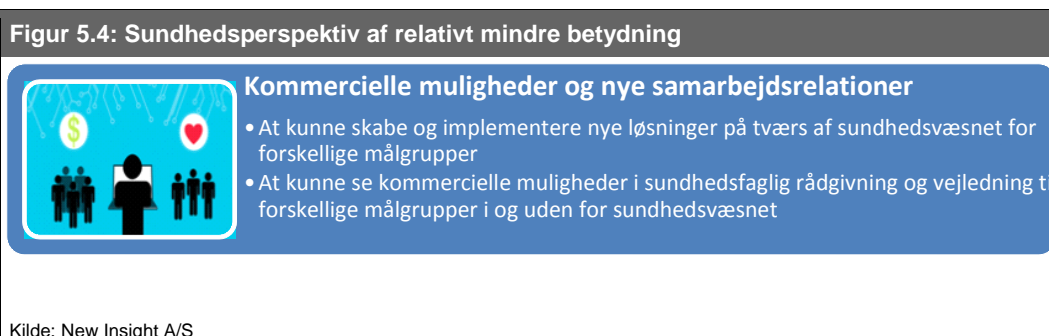 Figur 5.4: Sundhedsperspektiv af relativt mindre betydning
Kommercielle muligheder og nye samarbejdsrelationer
• At kunne skabe og implementere nye løsninger på tværs af sundhedsvæsnet for
forskellige målgrupper
• At kunne se kommercielle muligheder i sundhedsfaglig rådgivning og vejledning
forskellige målgrupper i og uden for sundhedsvæsnet
$
Kilde: New Insight A/S